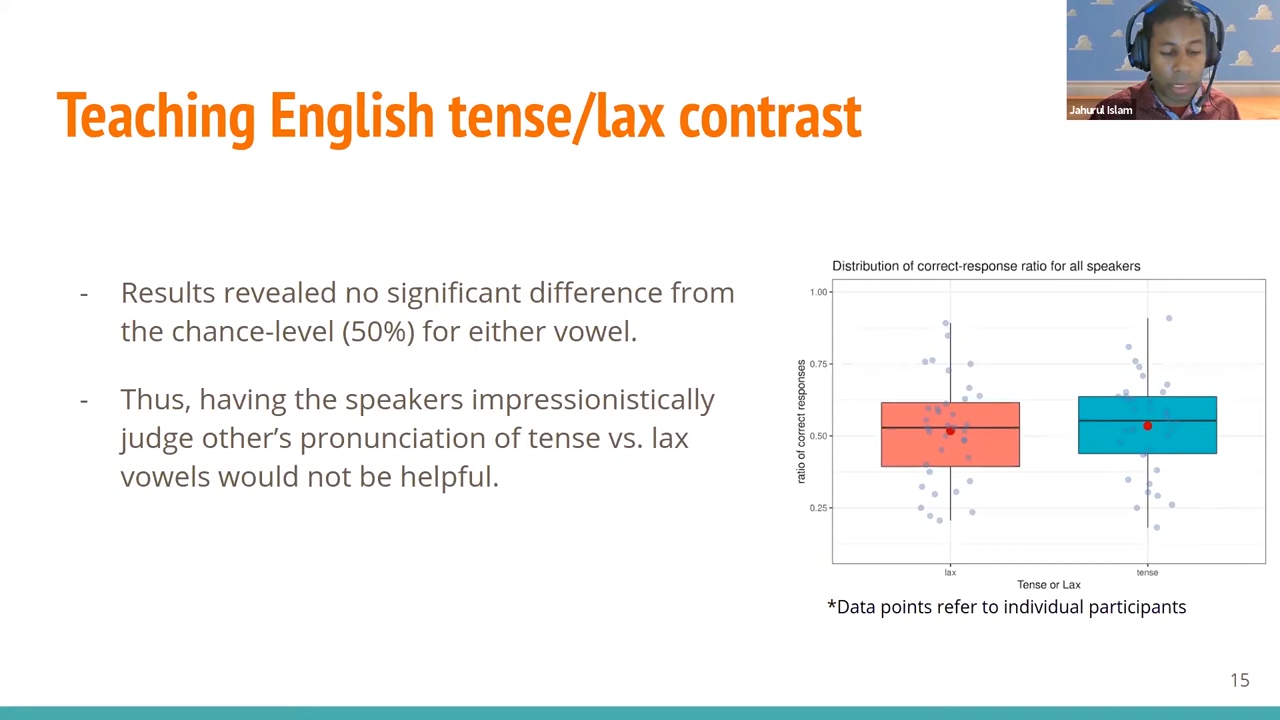 Jahurul Islam
Teaching English tense/lax contrast
- Results revealed no significant difference from
the chance-level (50%) for either vowel.
- Thus, having the speakers impressionistically
judge other's pronunciation of tense vs. lax
vowels would not be helpful.
Distribution of correct-response ratio for all speakers
ratio of correct responses
1.00
0.75
0.50
0.25
lax
tense
Tense or Lax
*Data points refer to individual participants
15